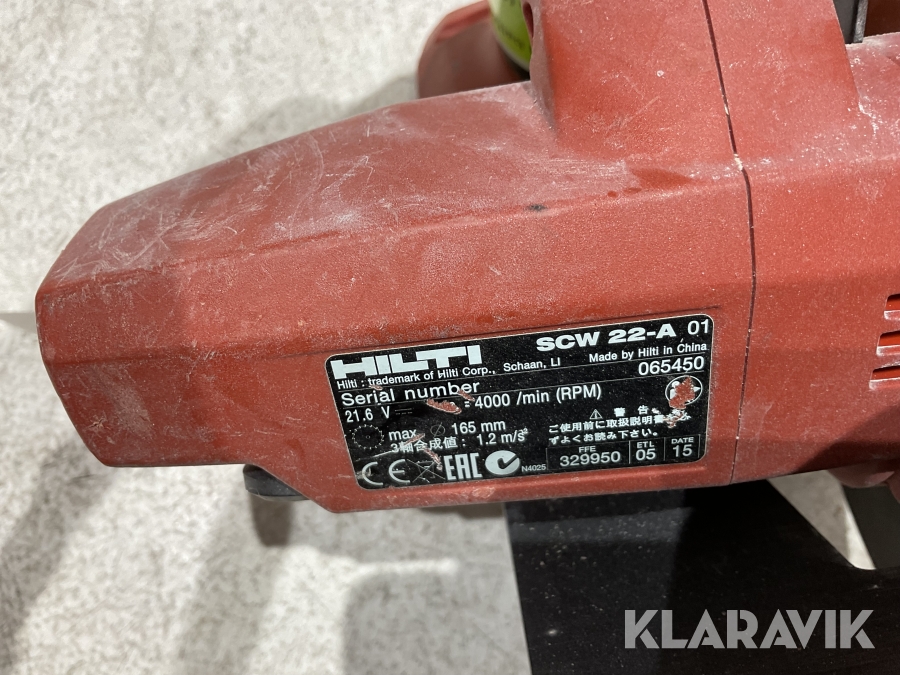 HILTI SCW 22-A 01
Hilti : trademark of Hilti Corp., Schaan, LI Made by Hilti in China
Serial number 065450
21.6 V = 4000 /min (RPM)
max. Ø 165 mm
3軸合成値 : 1.2 m/s²
警 告
ご使用前に取扱説明書を
ずよくお読み下さい。
CE EAC N4025
FFE ETL DATE
329950 05 15
KLARAVIK